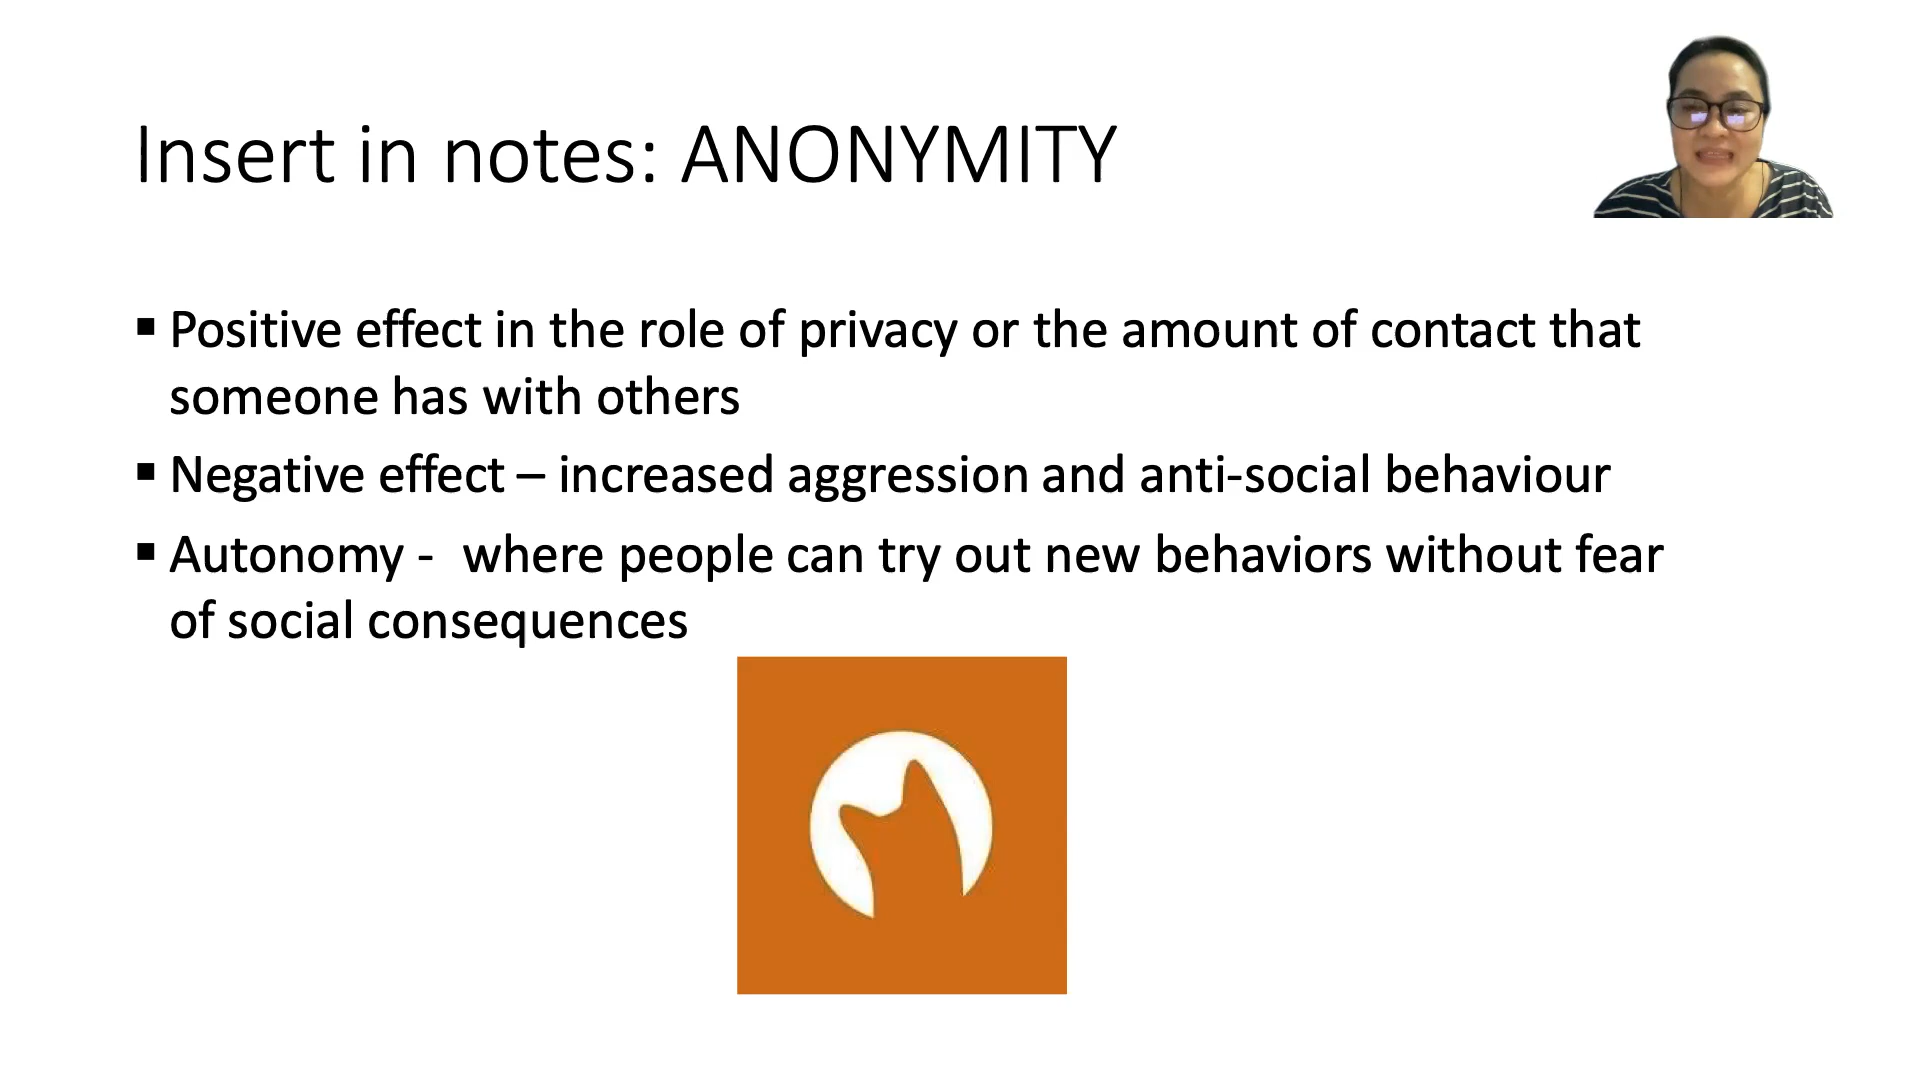 Insert in notes: ANONYMITY
▪ Positive effect in the role of privacy or the amount of contact that
someone has with others
▪ Negative effect – increased aggression and anti-social behaviour
▪ Autonomy -  where people can try out new behaviors without fear
of social consequences